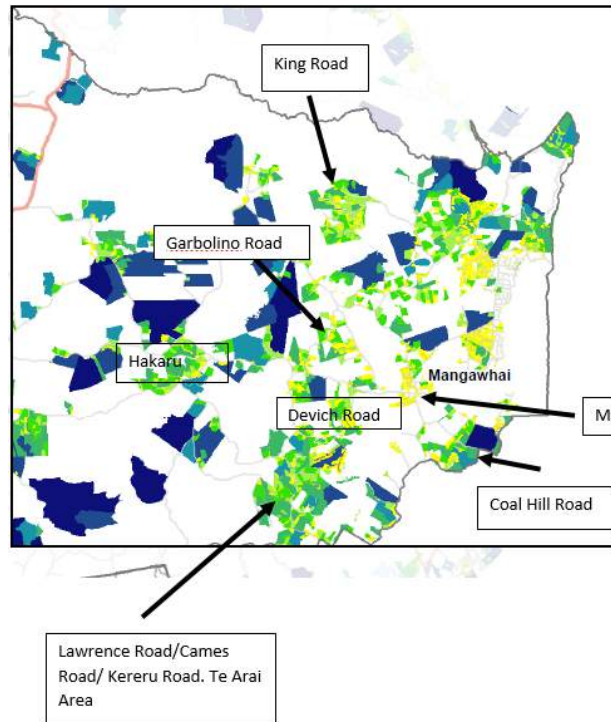 King Road
Garbolino Road
Hakaru
Mangawhai
Devich Road
M
Coal Hill Road
Lawrence Road/Cames
Road/ Kereru Road. Te Arai
Area